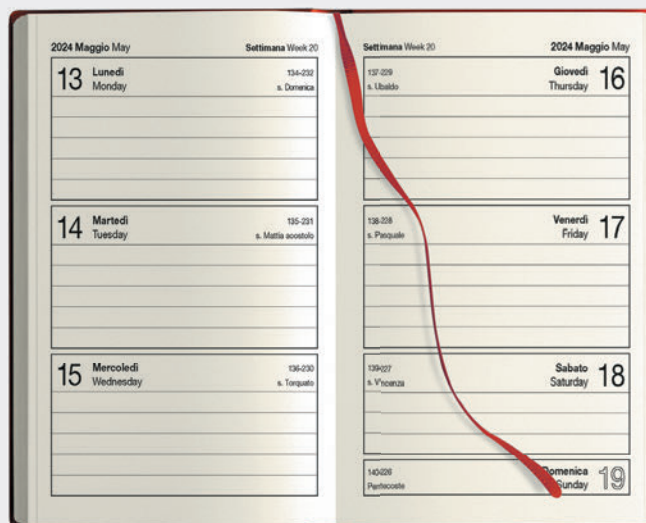 2024 Maggio May Settimana Week 20
13 Lunedì 134-232
Monday s. Domenica
14 Martedì 135-231
Tuesday s. Mattia apostolo
15 Mercoledì 136-230
Wednesday s. Torquato
Settimana Week 20 2024 Maggio May
137-229 Giovedì 16
s. Ubaldo Thursday
138-228 Venerdì 17
s. Pasquale Friday
139-227 Sabato 18
s. Vincenza Saturday
140-226 Domenica 19
Pentecoste Sunday